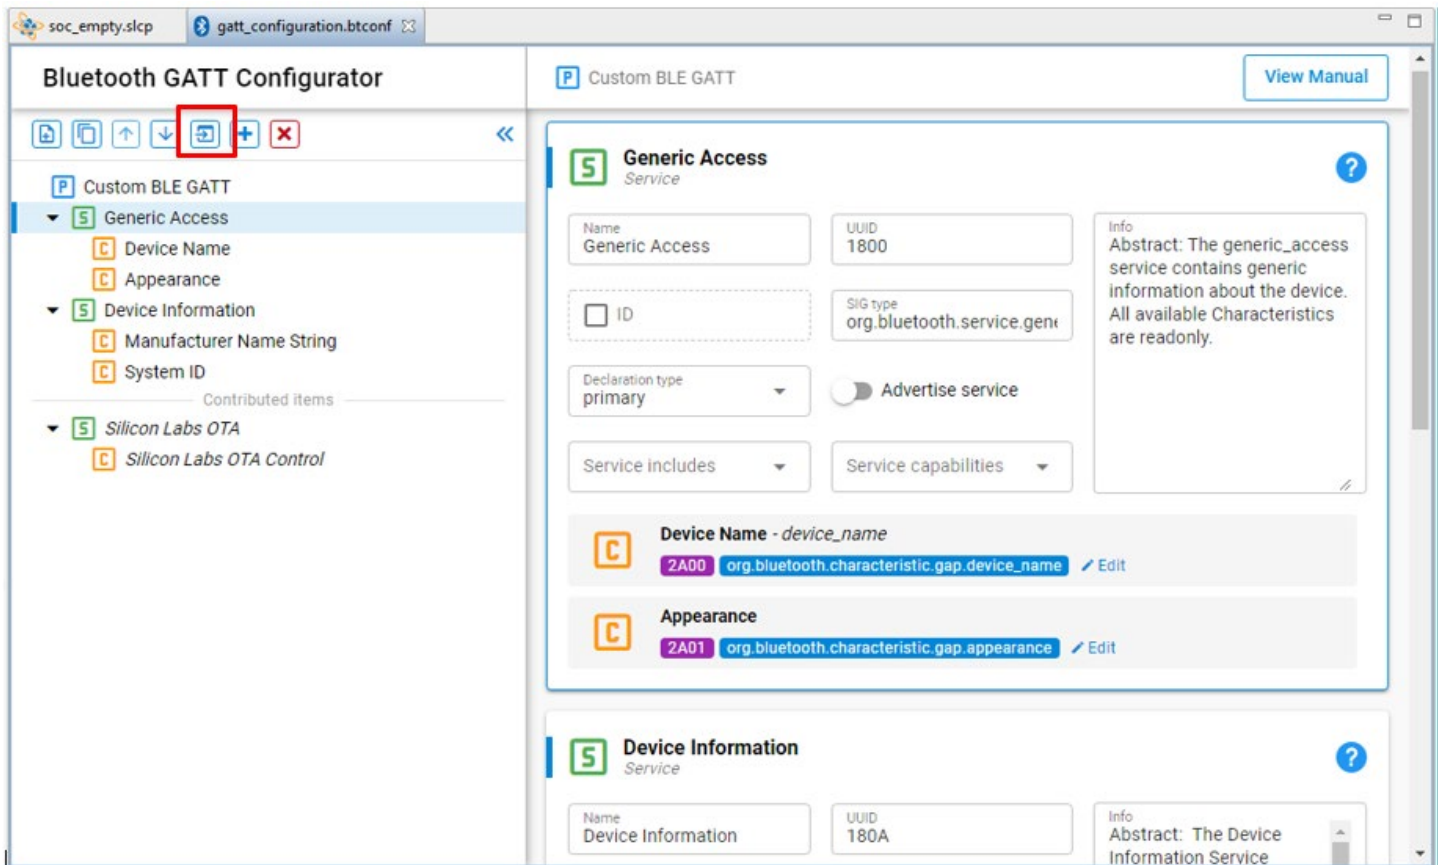 soc_empty.slcp
gatt_configuration.btconf
Bluetooth GATT Configurator
P Custom BLE GATT
View Manual
P Custom BLE GATT
S Generic Access
C Device Name
C Appearance
S Device Information
C Manufacturer Name String
C System ID
Contributed items
S Silicon Labs OTA
C Silicon Labs OTA Control
S Generic Access
Service
?
Name
Generic Access
UUID
1800
Info
Abstract: The generic_access
service contains generic
information about the device.
All available Characteristics
are readonly.
ID
SIG type
org.bluetooth.service.gene
Declaration type
primary
Advertise service
Service includes
Service capabilities
C Device Name - device_name
2A00 org.bluetooth.characteristic.gap.device_name Edit
C Appearance
2A01 org.bluetooth.characteristic.gap.appearance Edit
S Device Information
Service
?
Name
Device Information
UUID
180A
Info
Abstract: The Device
Information Service